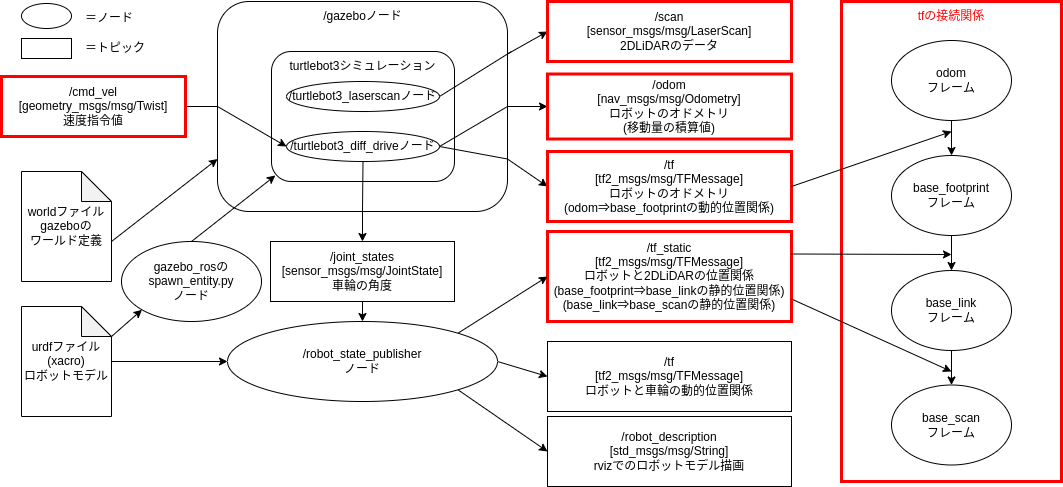 ＝ノード
＝トピック
/cmd_vel
[geometry_msgs/msg/Twist]
速度指令値
worldファイル
gazeboの
ワールド定義
urdfファイル
(xacro)
ロボットモデル
gazebo_rosの
spawn_entity.py
ノード
/gazeboノード
turtlebot3シミュレーション
/turtlebot3_laserscanノード
/turtlebot3_diff_driveノード
/joint_states
[sensor_msgs/msg/JointState]
車輪の角度
/robot_state_publisher
ノード
/scan
[sensor_msgs/msg/LaserScan]
2DLiDARのデータ
/odom
[nav_msgs/msg/Odometry]
ロボットのオドメトリ
(移動量の積算値)
/tf
[tf2_msgs/msg/TFMessage]
ロボットのオドメトリ
(odom⇒base_footprintの動的位置関係)
/tf_static
[tf2_msgs/msg/TFMessage]
ロボットと2DLiDARの位置関係
(base_footprint⇒base_linkの静的位置関係)
(base_link⇒base_scanの静的位置関係)
/tf
[tf2_msgs/msg/TFMessage]
ロボットと車輪の動的位置関係
/robot_description
[std_msgs/msg/String]
rvizでのロボットモデル描画
tfの接続関係
odom
フレーム
base_footprint
フレーム
base_link
フレーム
base_scan
フレーム